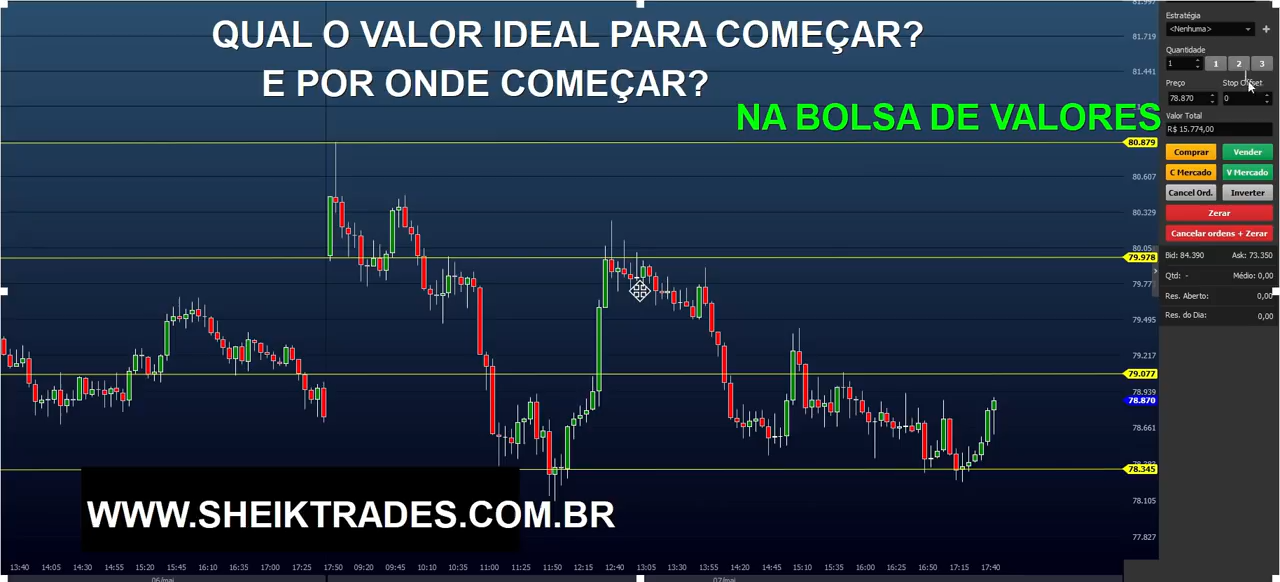 QUAL O VALOR IDEAL PARA COMEÇAR?
E POR ONDE COMEÇAR?
NA BOLSA DE VALORES
WWW.SHEIKTRADES.COM.BR
81.997
81.719
81.441
80.879
80.607
80.329
80.05
79.978
79.77
79.495
79.217
79.077
78.939
78.870
78.661
78.345
78.105
77.827
13:40 14:05 14:30 14:55 15:20 15:45 16:10 16:35 17:00 17:25 17:50 09:20 09:45 10:10 10:35 11:00 11:25 11:50 12:15 12:40 13:05 13:30 13:55 14:20 14:45 15:10 15:35 16:00 16:25 16:50 17:15 17:40
06/mai 07/mai
Estratégia
<Nenhuma>
Quantidade
1 1 2 3
Preço Stop Offset
78.870 0
Valor Total
R$ 15.774,00
Comprar Vender
C Mercado V Mercado
Cancel Ord. Inverter
Zerar
Cancelar ordens + Zerar
Bid: 84.390 Ask: 73.350
Qtd: - Médio: 0,00
Res. Aberto: 0,00
Res. do Dia: 0,00